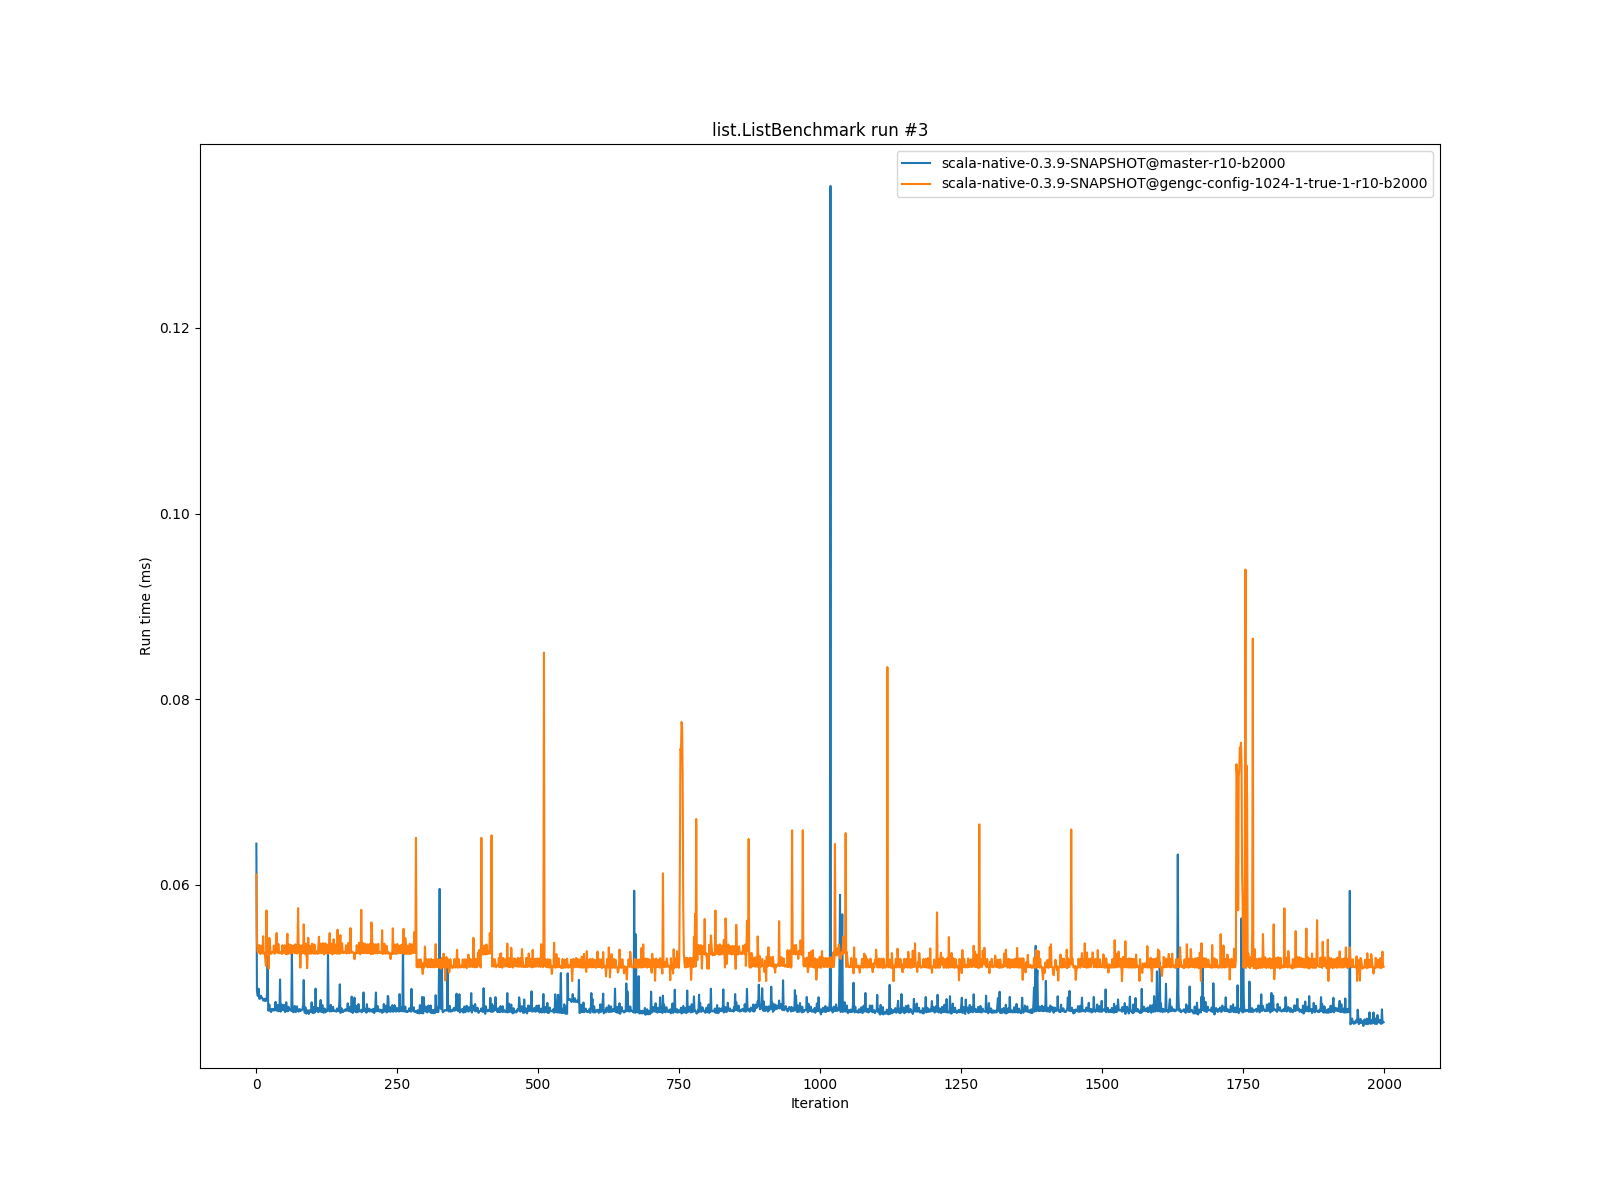 list.ListBenchmark run #3
scala-native-0.3.9-SNAPSHOT@master-r10-b2000
scala-native-0.3.9-SNAPSHOT@gengc-config-1024-1-true-1-r10-b2000
0.12
0.10
0.08
0.06
Run time (ms)
0 250 500 750 1000 1250 1500 1750 2000
Iteration